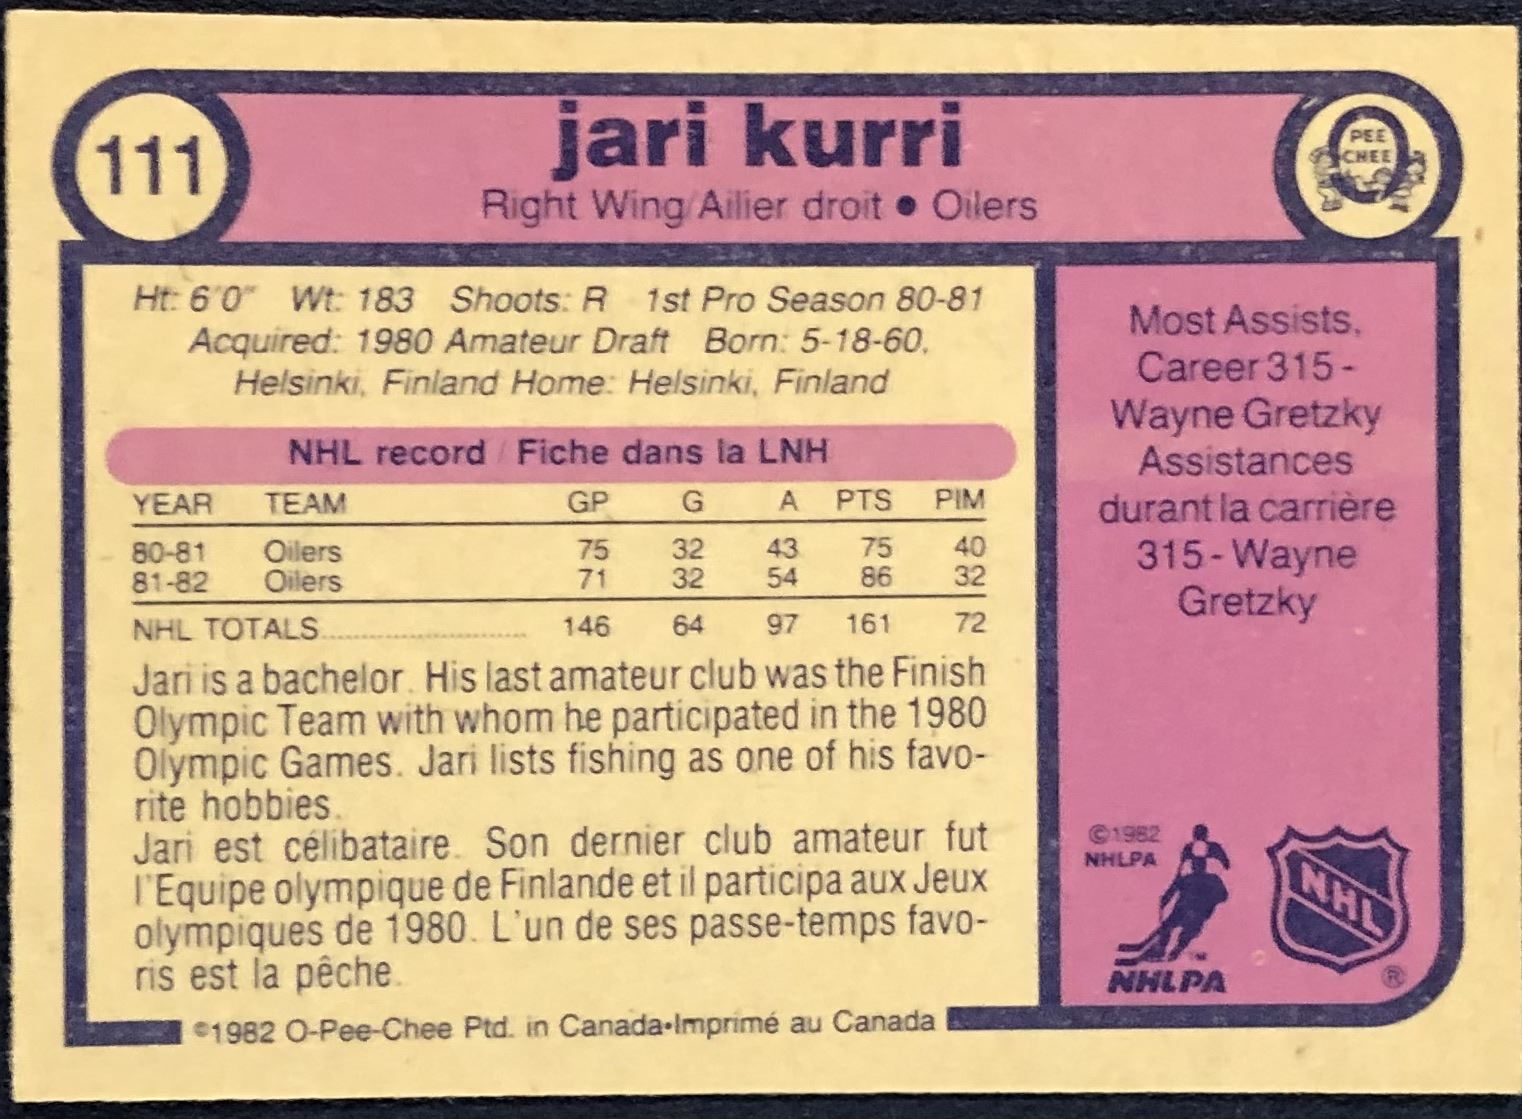 111
jari kurri
Right Wing/Ailier droit • Oilers
PEE
CHEE
Ht: 6'0" Wt: 183 Shoots: R 1st Pro Season 80-81
Acquired: 1980 Amateur Draft Born: 5-18-60,
Helsinki, Finland Home: Helsinki, Finland
NHL record / Fiche dans la LNH
YEAR TEAM GP G A PTS PIM
80-81 Oilers 75 32 43 75 40
81-82 Oilers 71 32 54 86 32
NHL TOTALS 146 64 97 161 72
Jari is a bachelor. His last amateur club was the Finish
Olympic Team with whom he participated in the 1980
Olympic Games. Jari lists fishing as one of his favo-
rite hobbies.
Jari est célibataire. Son dernier club amateur fut
l'Equipe olympique de Finlande et il participa aux Jeux
olympiques de 1980. L'un de ses passe-temps favo-
ris est la pêche.
Most Assists,
Career 315 -
Wayne Gretzky
Assistances
durant la carrière
315 - Wayne
Gretzky
©1982
NHLPA
NHLPA
TM
NHL
®
©1982 O-Pee-Chee Ptd. in Canada•Imprimé au Canada